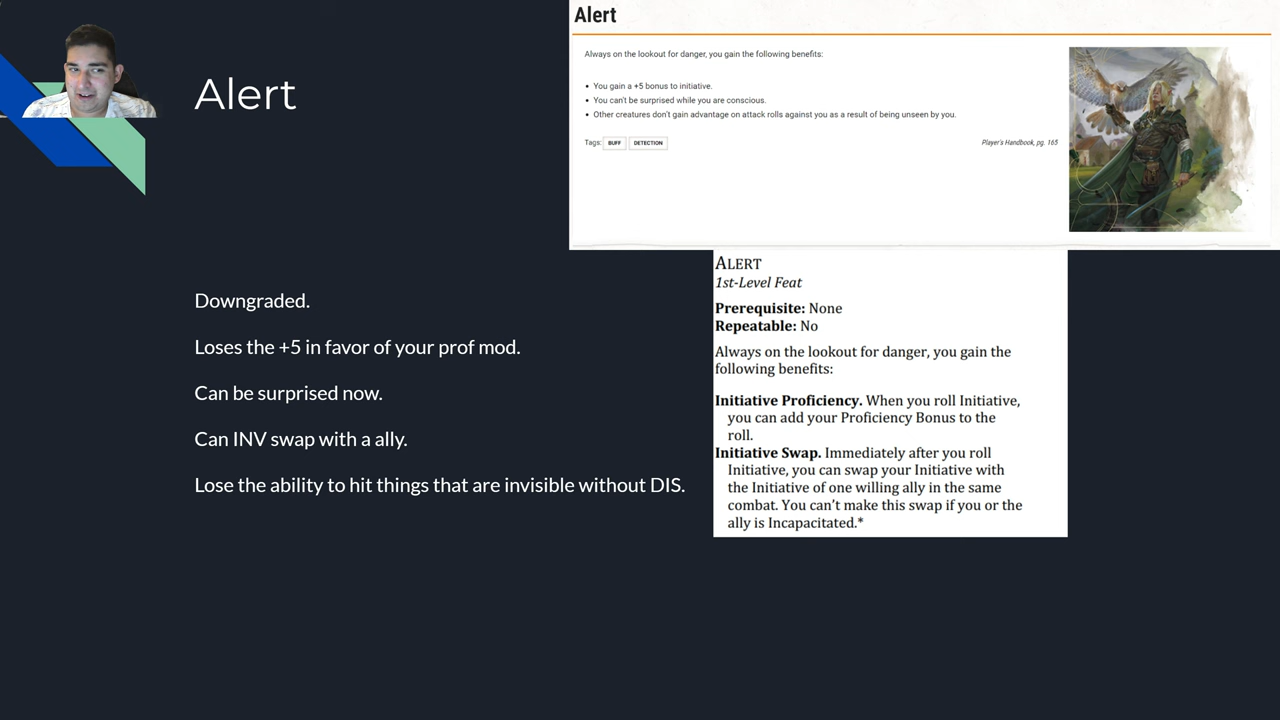 Alert
Downgraded.
Loses the +5 in favor of your prof mod.
Can be surprised now.
Can INV swap with a ally.
Lose the ability to hit things that are invisible without DIS.
Alert
Always on the lookout for danger, you gain the following benefits:
• You gain a +5 bonus to initiative.
• You can't be surprised while you are conscious.
• Other creatures don't gain advantage on attack rolls against you as a result of being unseen by you.
Tags: BUFF DETECTION Player's Handbook, pg. 165
ALERT
1st-Level Feat
Prerequisite: None
Repeatable: No
Always on the lookout for danger, you gain the
following benefits:
Initiative Proficiency. When you roll Initiative,
you can add your Proficiency Bonus to the
roll.
Initiative Swap. Immediately after you roll
Initiative, you can swap your Initiative with
the Initiative of one willing ally in the same
combat. You can't make this swap if you or the
ally is Incapacitated.*